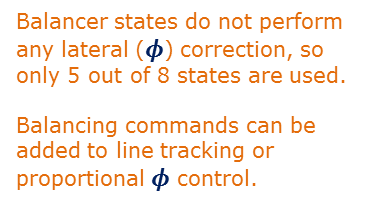 Balancer states do not perform
any lateral (ϕ) correction, so
only 5 out of 8 states are used.
Balancing commands can be
added to line tracking or
proportional ϕ control.